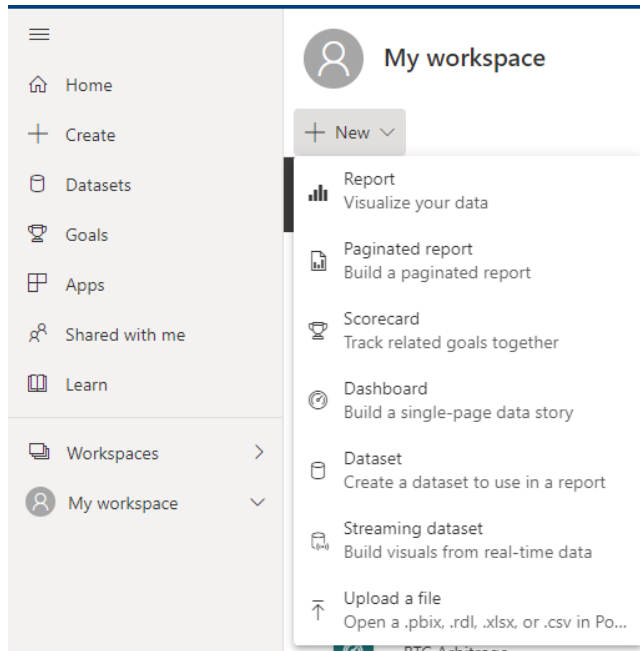 Home
Create
Datasets
Goals
Apps
Shared with me
Learn
Workspaces
My workspace
My workspace
New
Report
Visualize your data
Paginated report
Build a paginated report
Scorecard
Track related goals together
Dashboard
Build a single-page data story
Dataset
Create a dataset to use in a report
Streaming dataset
Build visuals from real-time data
Upload a file
Open a .pbix, .rdl, .xlsx, or .csv in Po...
BTC Arbitrage